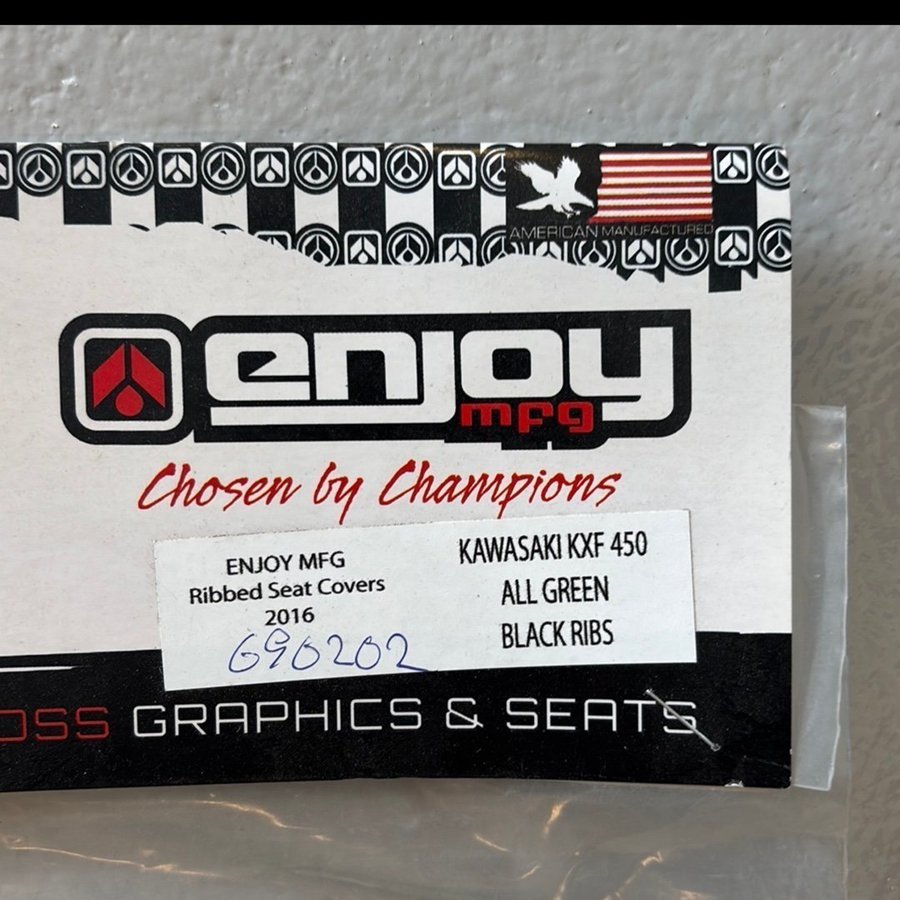 AMERICAN MANUFACTURED
enjoy
mfg
Chosen by Champions
ENJOY MFG
Ribbed Seat Covers
2016
690202
KAWASAKI KXF 450
ALL GREEN
BLACK RIBS
OSS GRAPHICS & SEATS